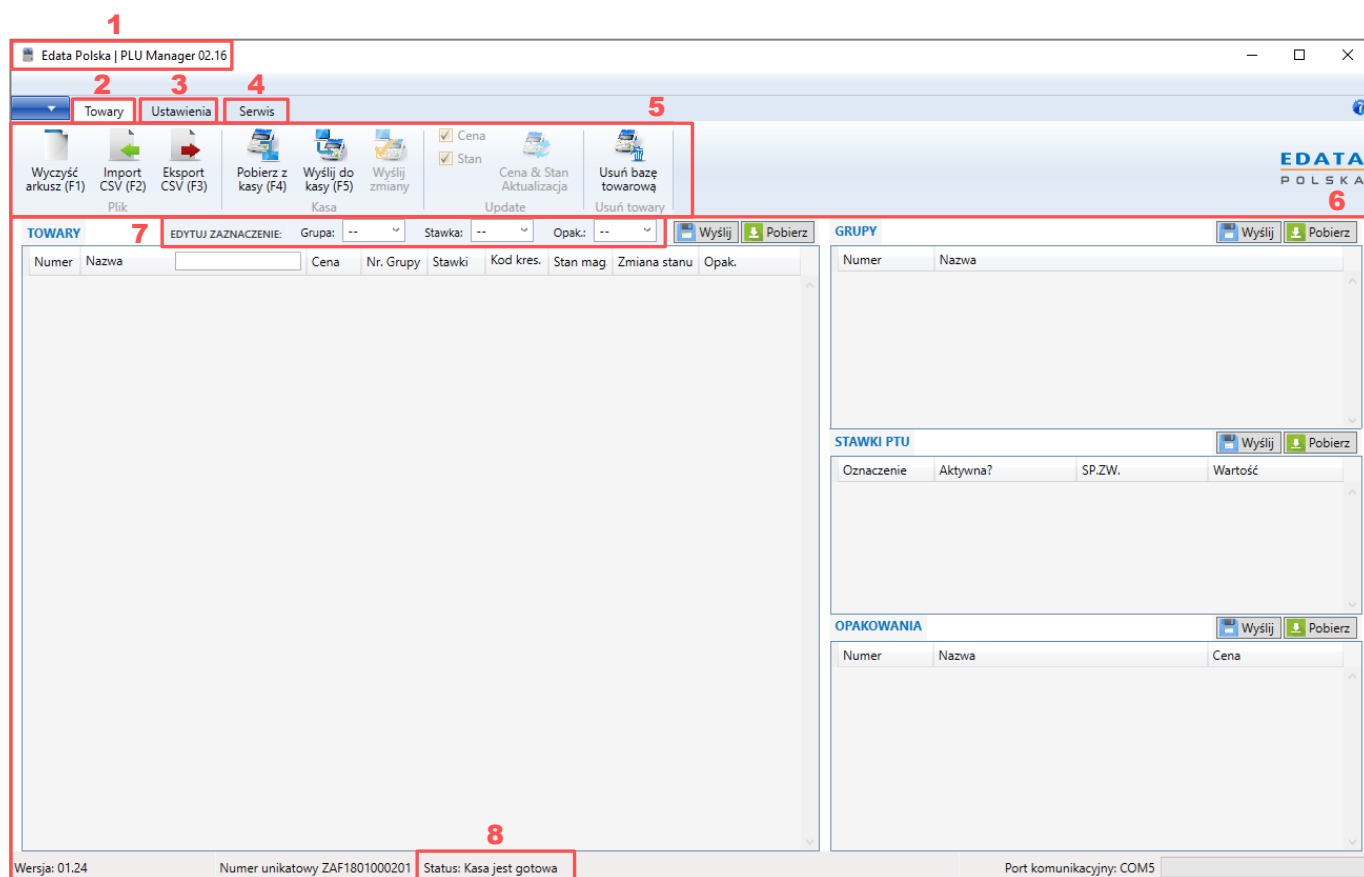 1
Edata Polska | PLU Manager 02.16
2 3 4
Towary Ustawienia Serwis
5
Wyczyść arkusz (F1) Import CSV (F2) Eksport CSV (F3)
Plik
Pobierz z kasy (F4) Wyślij do kasy (F5) Wyślij zmiany
Kasa
Cena
Stan
Cena & Stan Aktualizacja
Update
Usuń bazę towarową
Usuń towary
EDATA
POLSKA
6
7
TOWARY EDYTUJ ZAZNACZENIE: Grupa: -- Stawka: -- Opak.: -- Wyślij Pobierz
Numer Nazwa Cena Nr. Grupy Stawki Kod kres. Stan mag Zmiana stanu Opak.
GRUPY Wyślij Pobierz
Numer Nazwa
STAWKI PTU Wyślij Pobierz
Oznaczenie Aktywna? SP.ZW. Wartość
OPAKOWANIA Wyślij Pobierz
Numer Nazwa Cena
8
Wersja: 01.24 Numer unikatowy ZAF1801000201 Status: Kasa jest gotowa Port komunikacyjny: COM5